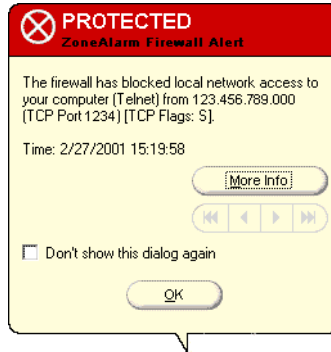 PROTECTED
ZoneAlarm Firewall Alert
The firewall has blocked local network access to
your computer (Telnet) from 123.456.789.000
(TCP Port 1234) [TCP Flags: S].
Time: 2/27/2001 15:19:58
More Info
Don't show this dialog again
OK